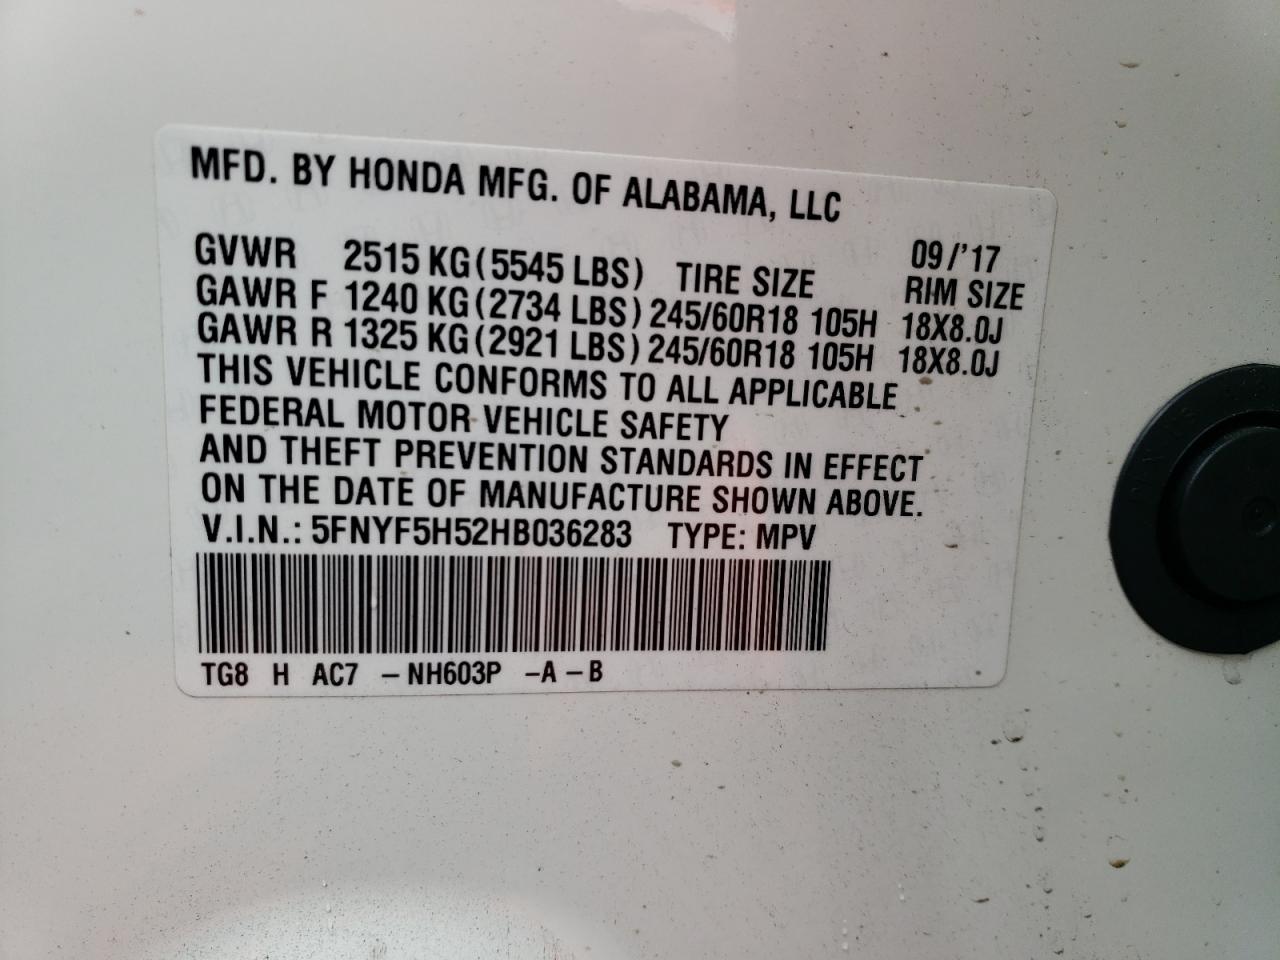 MFD. BY HONDA MFG. OF ALABAMA, LLC
09/'17
GVWR 2515 KG(5545 LBS) TIRE SIZE RIM SIZE
GAWR F 1240 KG(2734 LBS) 245/60R18 105H 18X8.0J
GAWR R 1325 KG(2921 LBS) 245/60R18 105H 18X8.0J
THIS VEHICLE CONFORMS TO ALL APPLICABLE
FEDERAL MOTOR VEHICLE SAFETY
AND THEFT PREVENTION STANDARDS IN EFFECT
ON THE DATE OF MANUFACTURE SHOWN ABOVE.
V.I.N.: 5FNYF5H52HB036283 TYPE: MPV
TG8 H AC7 –NH603P –A–B